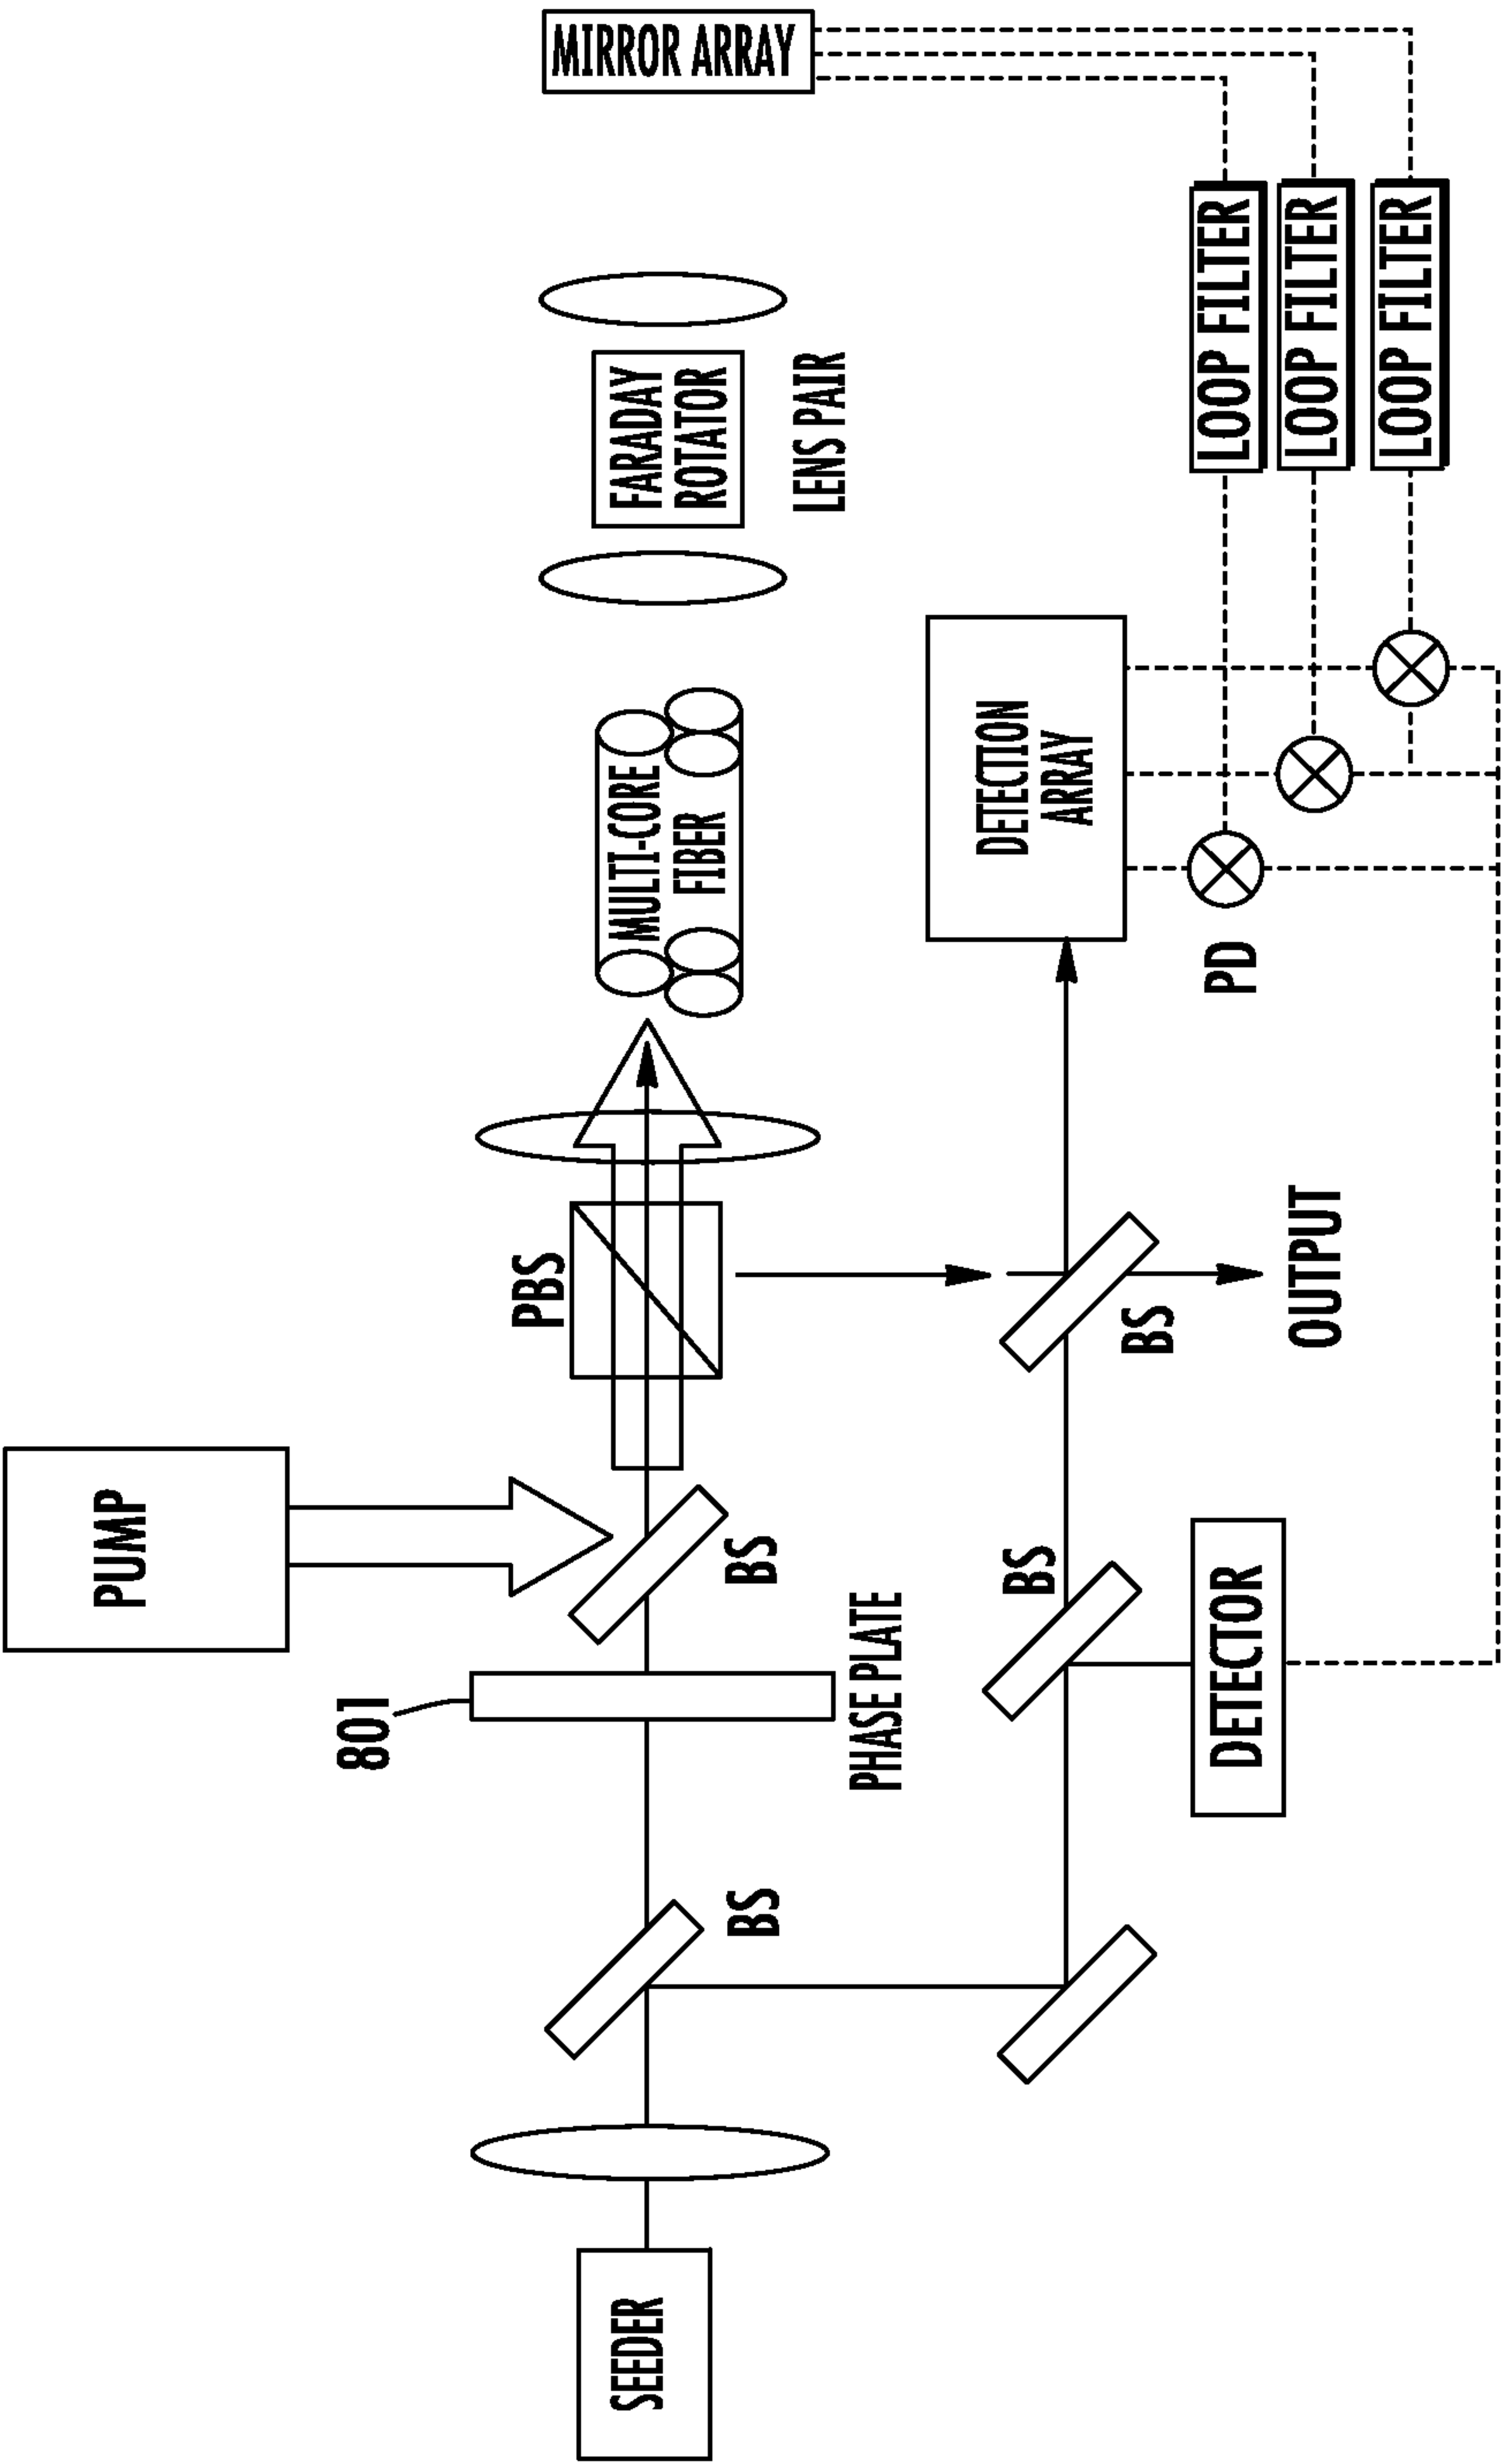 MIRROR ARRAY
FARADAY
ROTATOR
LENS PAIR
LOOP FILTER
LOOP FILTER
LOOP FILTER
MULTI-CORE
FIBER
DETECTION
ARRAY
PD
PBS
BS
OUTPUT
PUMP
BS
BS
801
PHASE PLATE
DETECTOR
BS
SEEDER